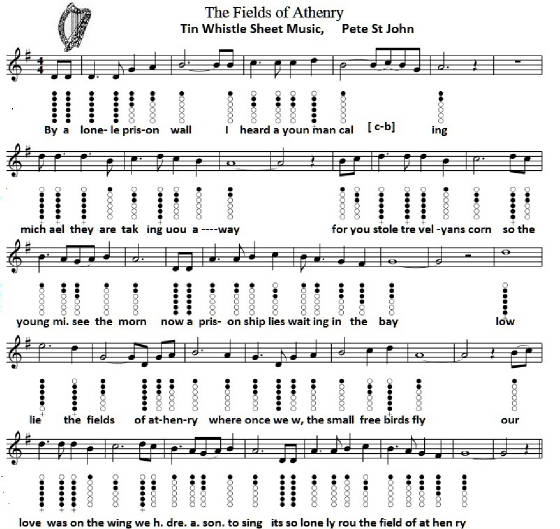 The Fields of Athenry
Tin Whistle Sheet Music, Pete St John
4
4
By a lone- le pris- on wall I heard a youn man cal [ c-b] ing
mich ael they are tak ing uou a ----way for you stole tre vel -yans corn so the
young mi. see the morn now a pris- on ship lies wait ing in the bay low
lie the fields of at-hen-ry where once we w, the small free birds fly our
love was on the wing we h. dre. a. son. to sing its so lone ly rou the field of at hen ry